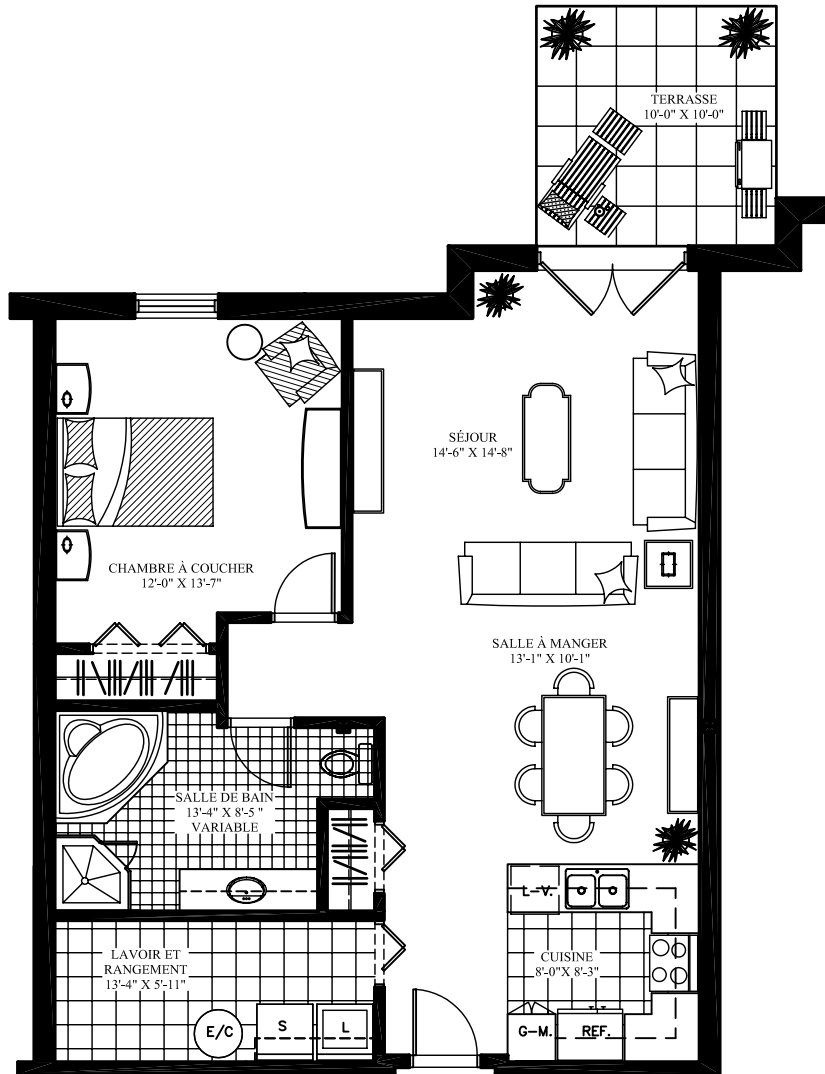 TERRASSE
10'-0" X 10'-0"
SÉJOUR
14'-6" X 14'-8"
CHAMBRE À COUCHER
12'-0" X 13'-7"
SALLE À MANGER
13'-1" X 10'-1"
SALLE DE BAIN
13'-4" X 8'-5 "
VARIABLE
L-V.
LAVOIR ET
RANGEMENT
13'-4" X 5'-11"
CUISINE
8'-0"X 8'-3"
E/C
S
L
G-M.
REF.